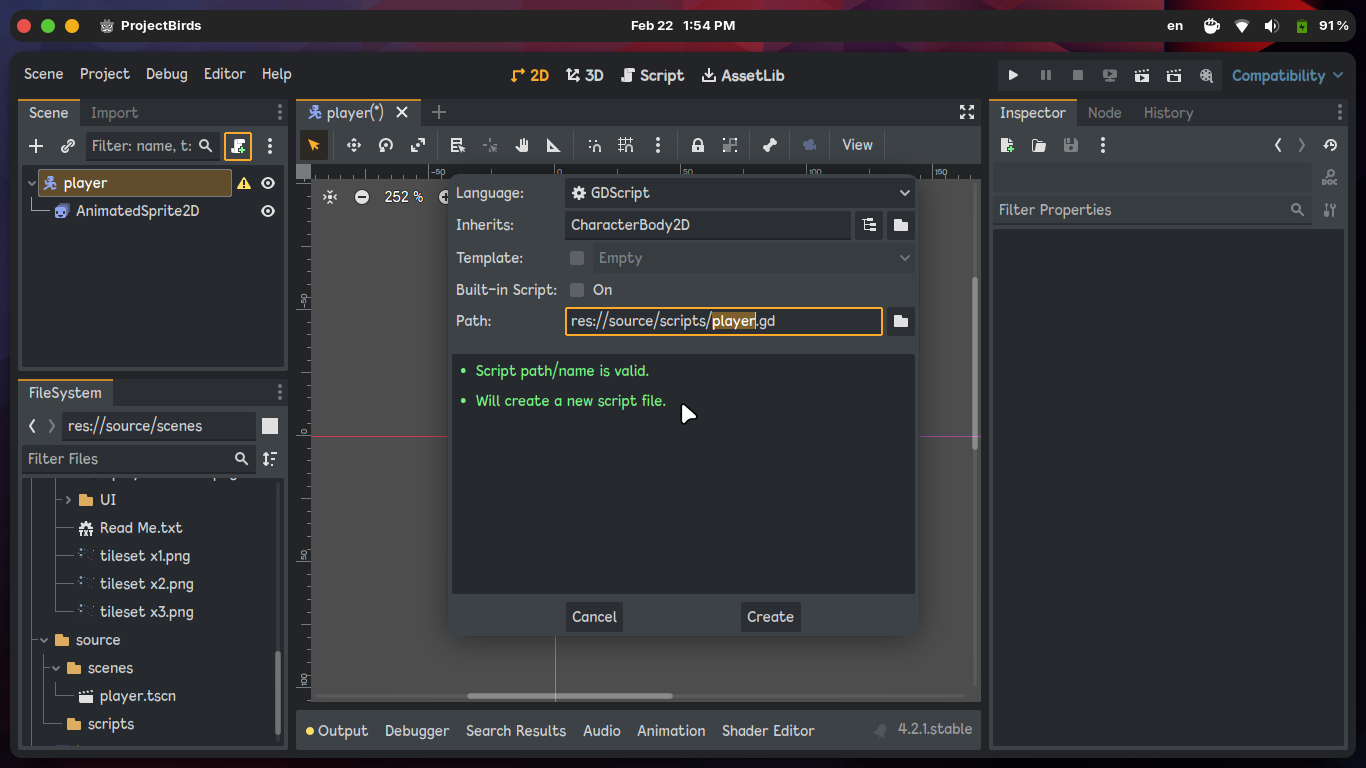 ProjectBirds
Feb 22 1:54 PM
en
91 %
Scene Project Debug Editor Help
2D 3D Script AssetLib
Compatibility
Scene Import
Filter: name, t:
player
AnimatedSprite2D
FileSystem
res://source/scenes
Filter Files
UI
Read Me.txt
tileset x1.png
tileset x2.png
tileset x3.png
source
scenes
player.tscn
scripts
player(*)
View
-50 0 50 100 150
252 %
-50
0
50
100
Language: GDScript
Inherits: CharacterBody2D
Template: Empty
Built-in Script: On
Path: res://source/scripts/player.gd
• Script path/name is valid.
• Will create a new script file.
Cancel Create
Output Debugger Search Results Audio Animation Shader Editor
4.2.1.stable
Inspector Node History
DOC
Filter Properties